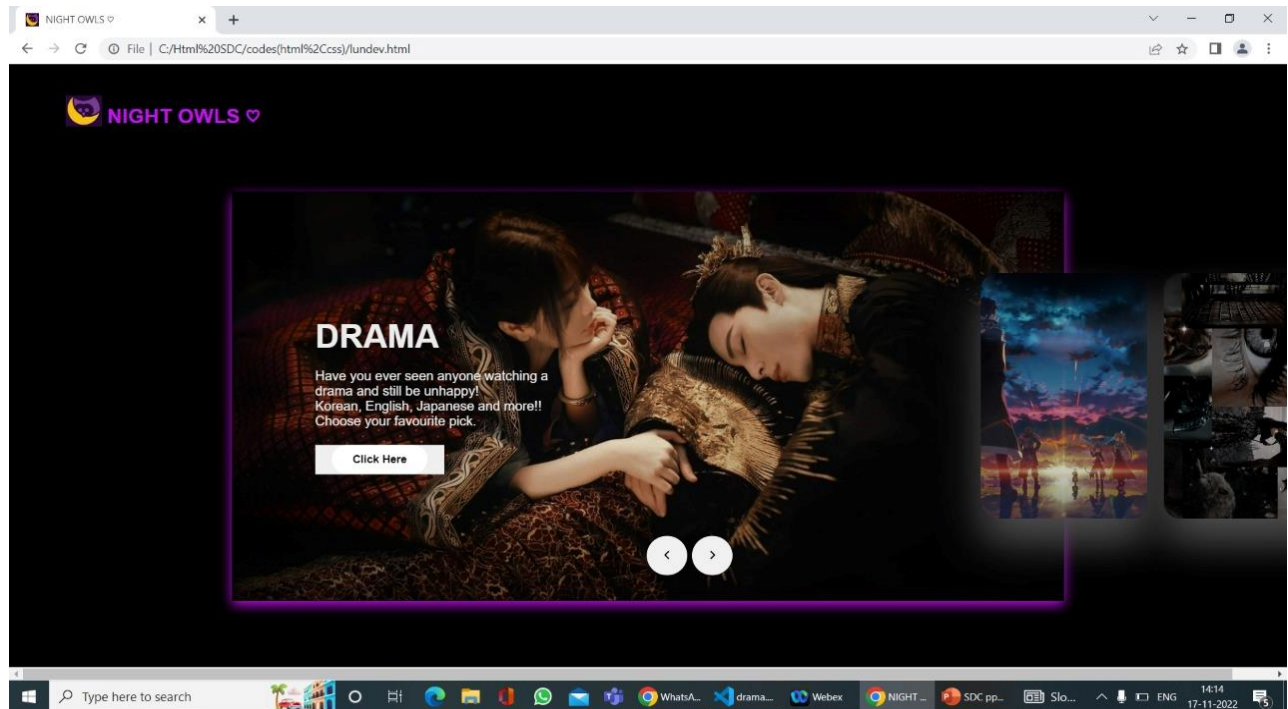 NIGHT OWLS ♡
File | C:/Html%20SDC/codes(html%2Ccss)/lundev.html
NIGHT OWLS ♡
DRAMA
Have you ever seen anyone watching a
drama and still be unhappy!
Korean, English, Japanese and more!!
Choose your favourite pick.
Click Here
< >
Type here to search
WhatsA...
drama...
Webex
NIGHT ...
SDC pp...
Slo...
ENG
14:14
17-11-2022
5